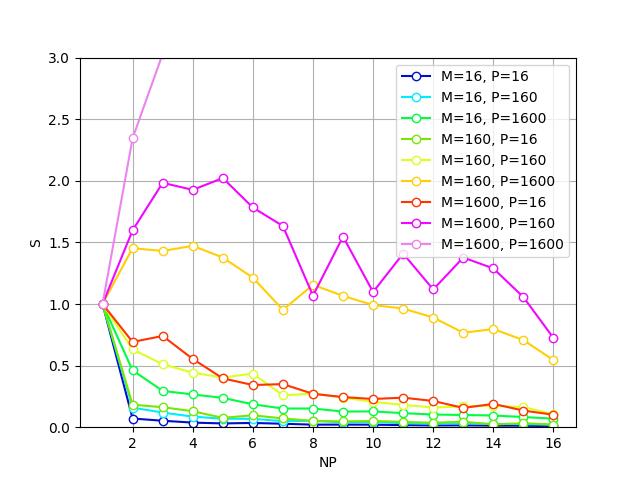 3.0
2.5
2.0
1.5
1.0
0.5
0.0
S
2 4 6 8 10 12 14 16
NP
M=16, P=16
M=16, P=160
M=16, P=1600
M=160, P=16
M=160, P=160
M=160, P=1600
M=1600, P=16
M=1600, P=160
M=1600, P=1600